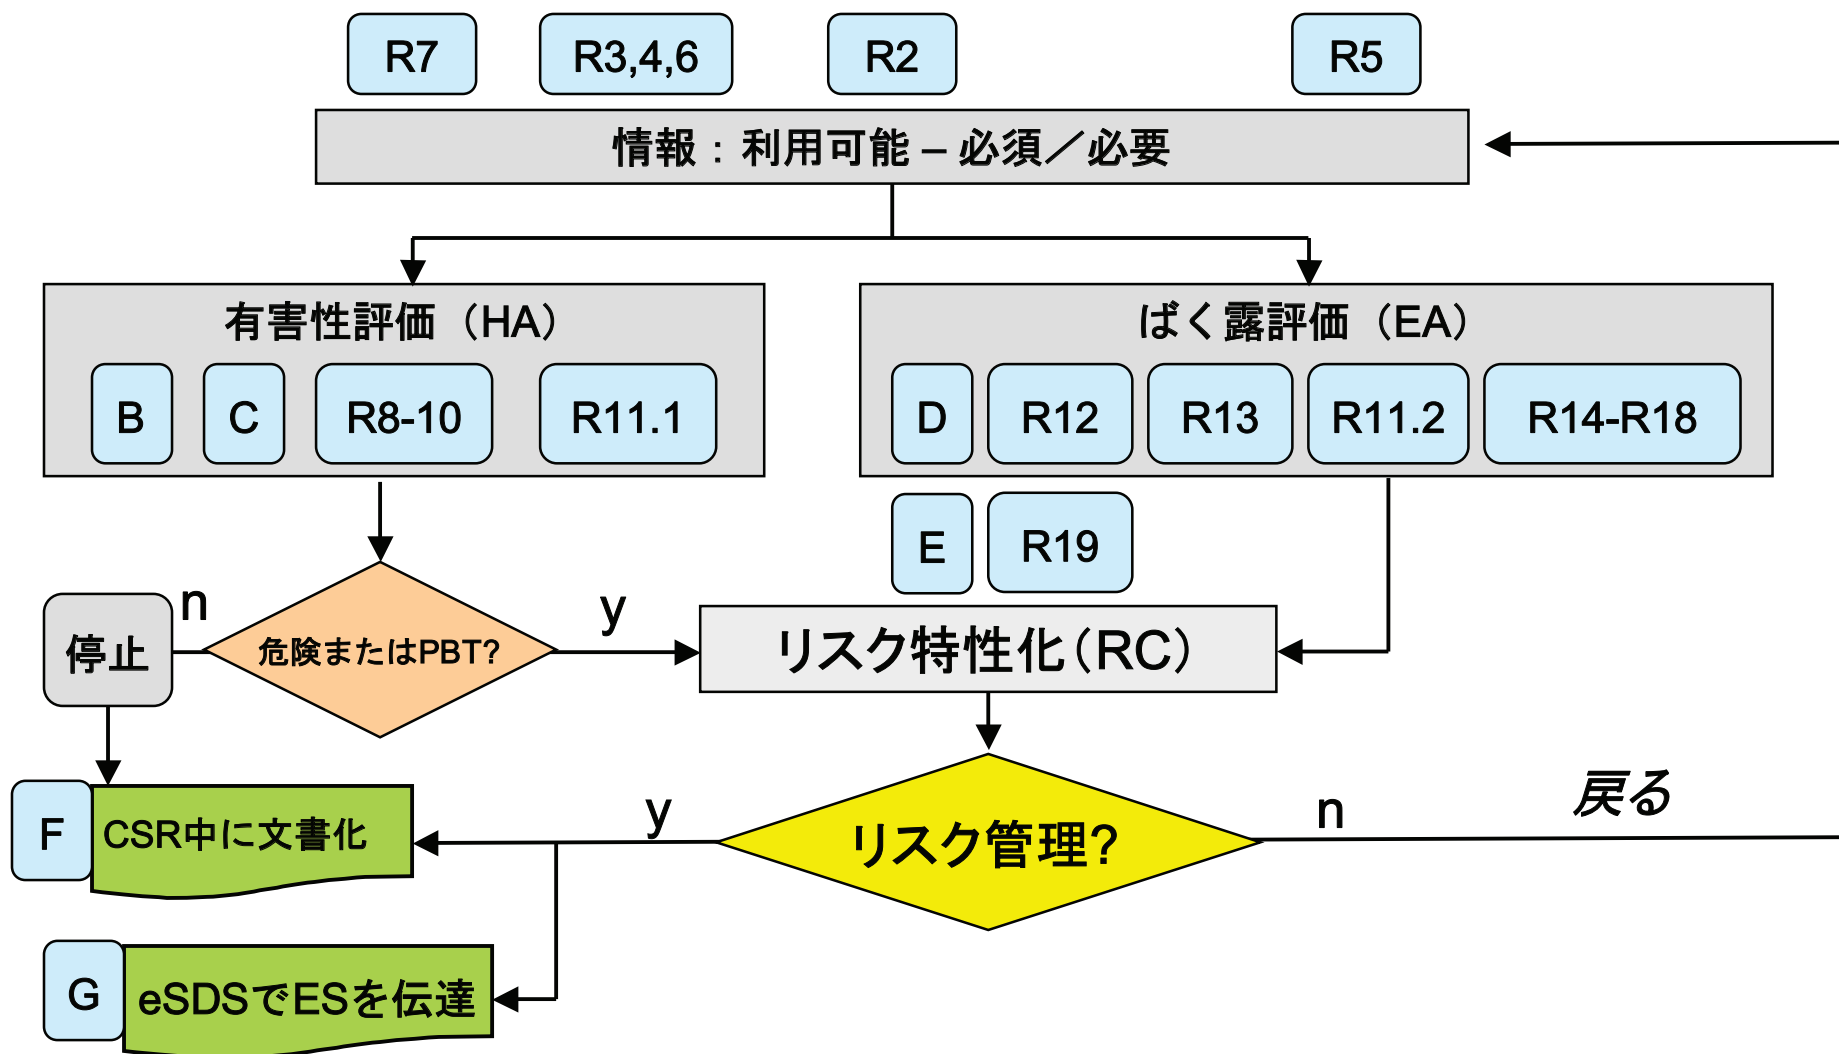 R7
R3,4,6
R2
R5
情報：利用可能 – 必須／必要
有害性評価（HA）
B
C
R8-10
R11.1
ばく露評価（EA）
D
R12
R13
R11.2
R14-R18
E
R19
停止
n
危険またはPBT?
y
リスク特性化（RC）
F
CSR中に文書化
y
リスク管理?
n
戻る
G
eSDSでESを伝達